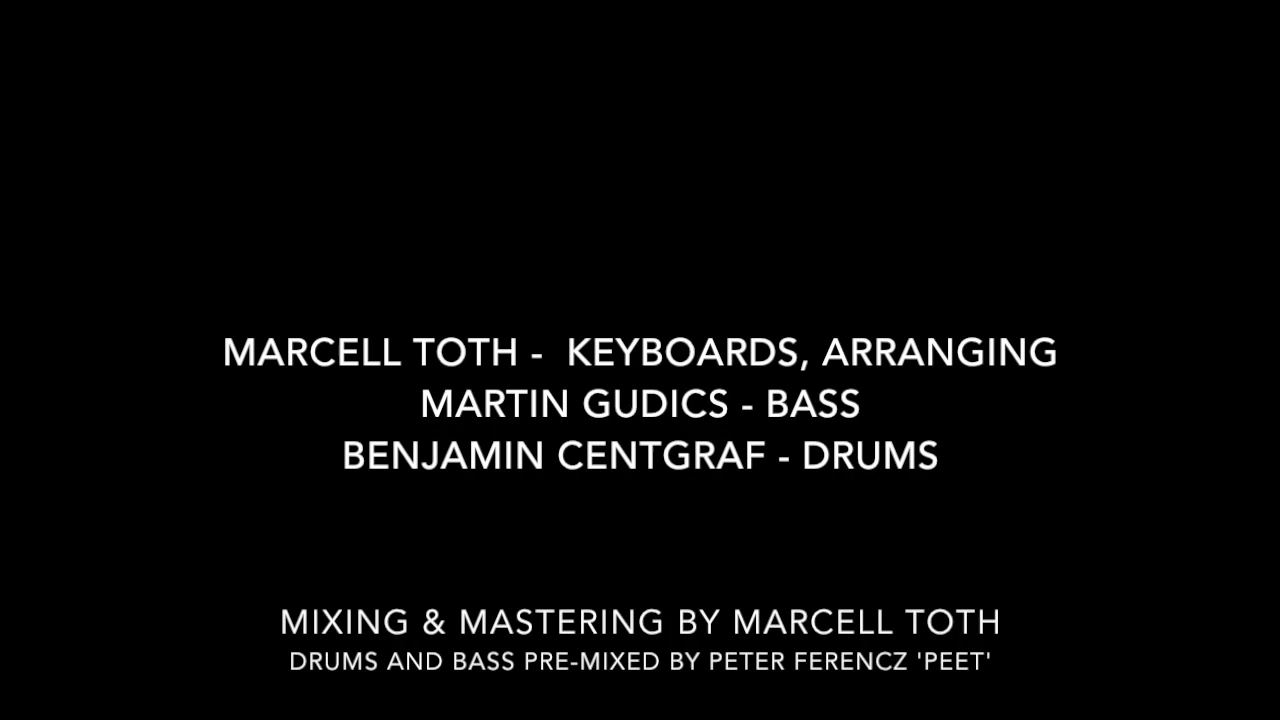 MARCELL TOTH -  KEYBOARDS, ARRANGING
MARTIN GUDICS - BASS
BENJAMIN CENTGRAF - DRUMS
MIXING & MASTERING BY MARCELL TOTH
DRUMS AND BASS PRE-MIXED BY PETER FERENCZ 'PEET'